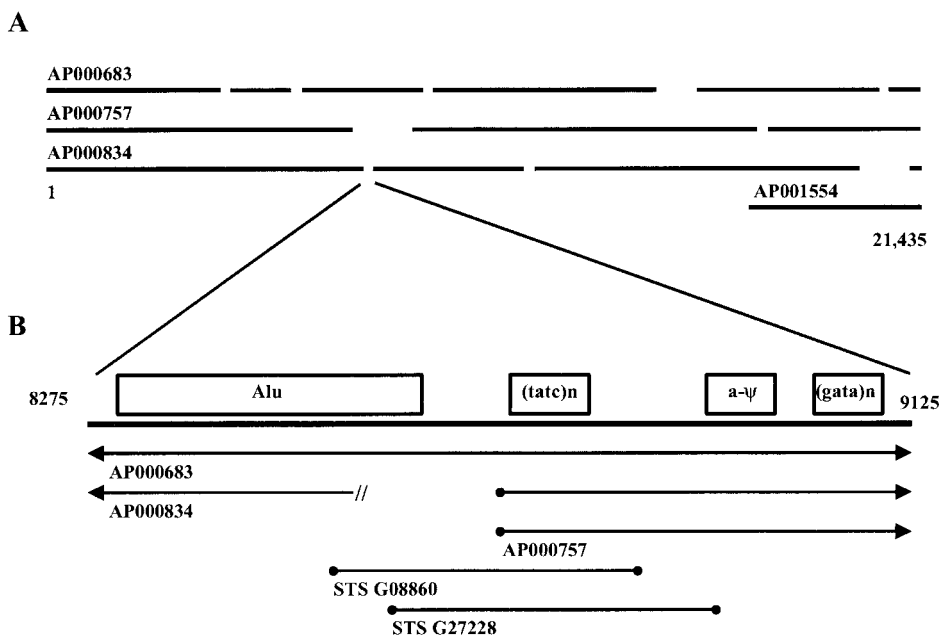 A
AP000683
AP000757
AP000834
1
AP001554
21,435
B
8275
Alu
(tatc)n
a-ψ
(gata)n
9125
AP000683
//
AP000834
AP000757
STS G08860
STS G27228